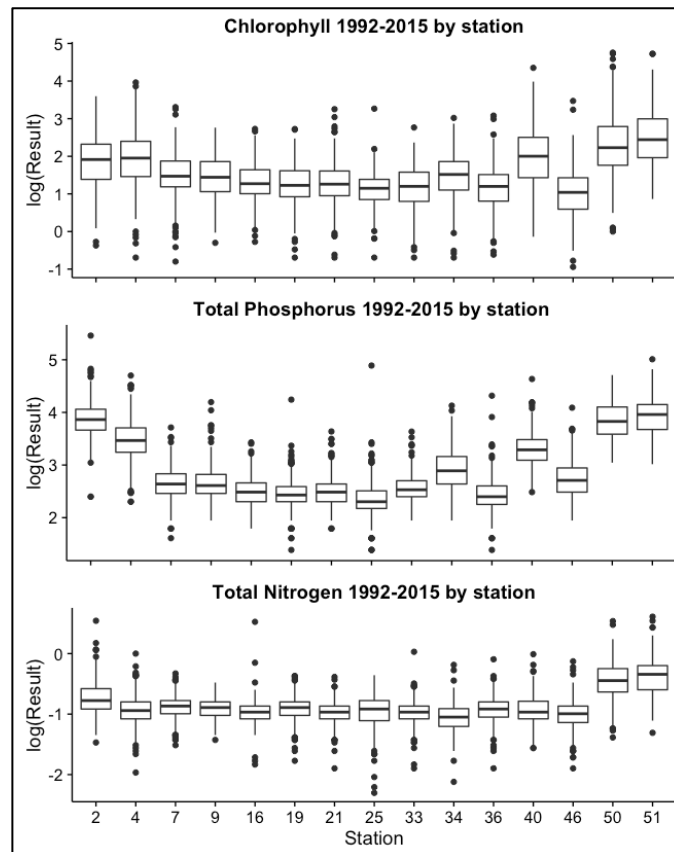 Chlorophyll 1992-2015 by station
5
4
3
2
1
0
-1
log(Result)
Total Phosphorus 1992-2015 by station
5
4
3
2
log(Result)
Total Nitrogen 1992-2015 by station
0
-1
-2
log(Result)
2 4 7 9 16 19 21 25 33 34 36 40 46 50 51
Station